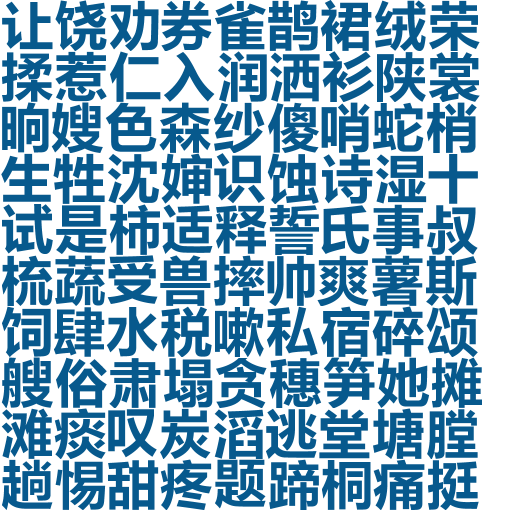 让饶劝券雀鹊裙绒荣
揉惹仁入润洒衫陕裳
晌嫂色森纱傻哨蛇梢
生牲沈婶识蚀诗湿十
试是柿适释誓氏事叔
梳蔬受兽摔帅爽薯斯
饲肆水税嗽私宿碎颂
艘俗肃塌贪穗笋她摊
滩痰叹炭滔逃堂塘膛
趟惕甜疼题蹄桐痛挺